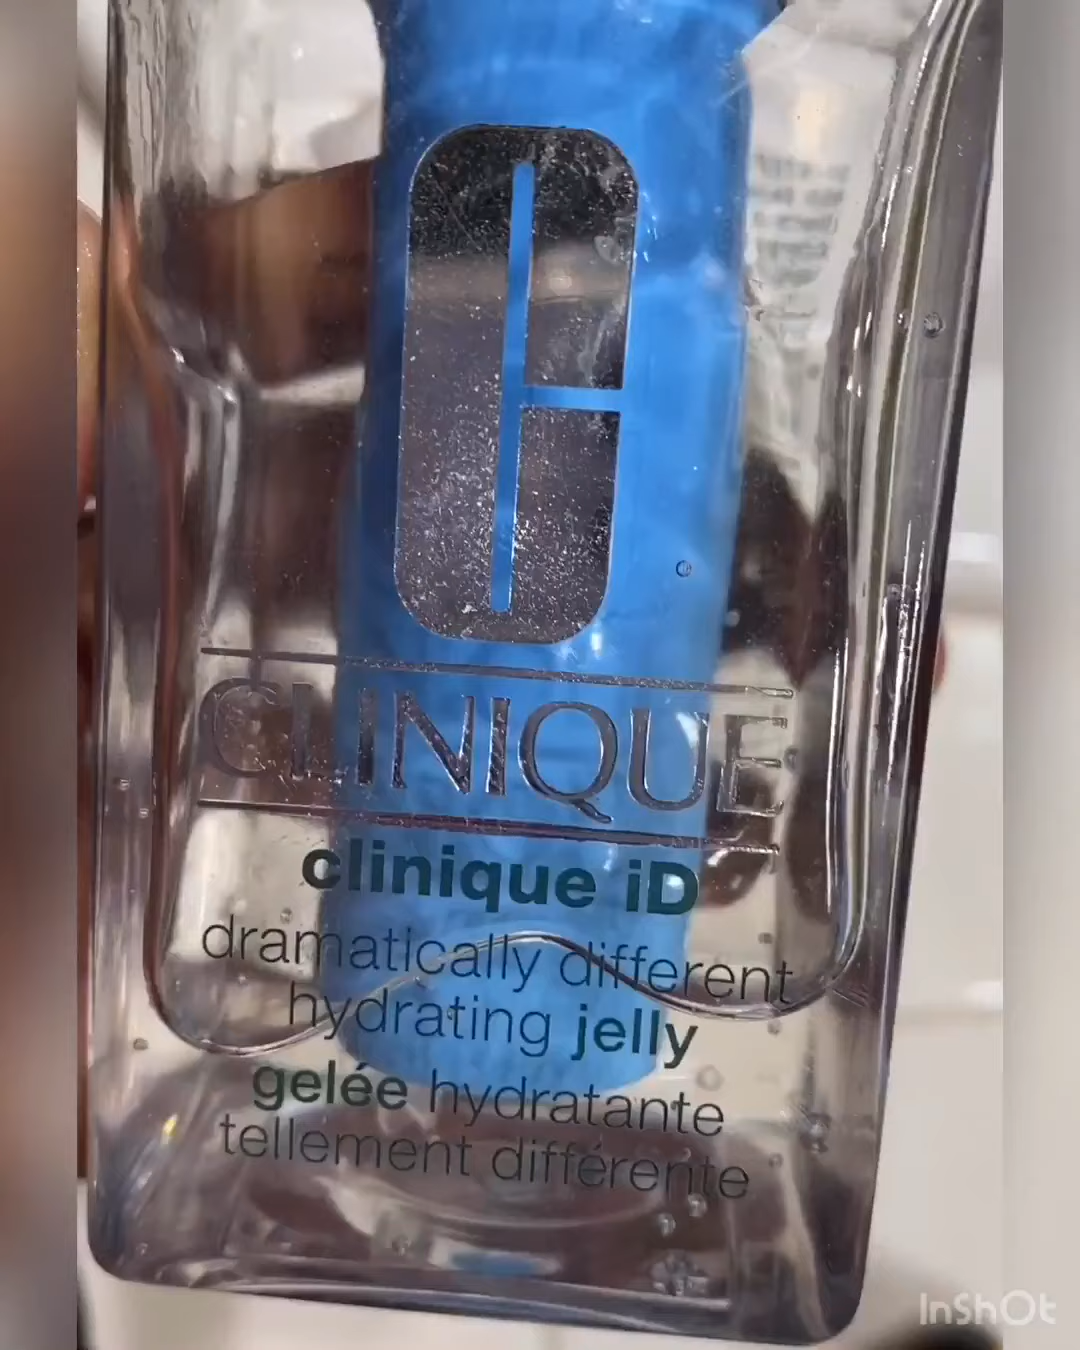 CLINIQUE
clinique iD
dramatically different
hydrating jelly
gelée hydratante
tellement différente
InShOt